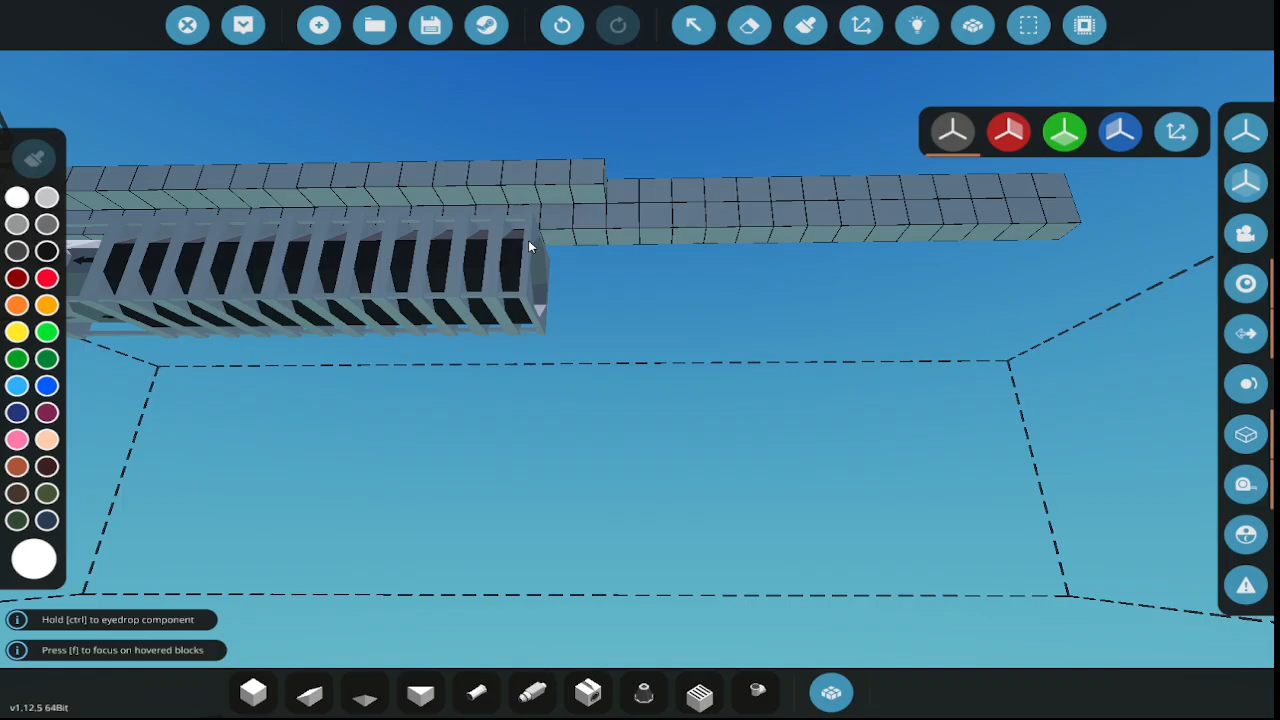 Hold [ctrl] to eyedrop component
Press [f] to focus on hovered blocks
v1.12.5 64Bit